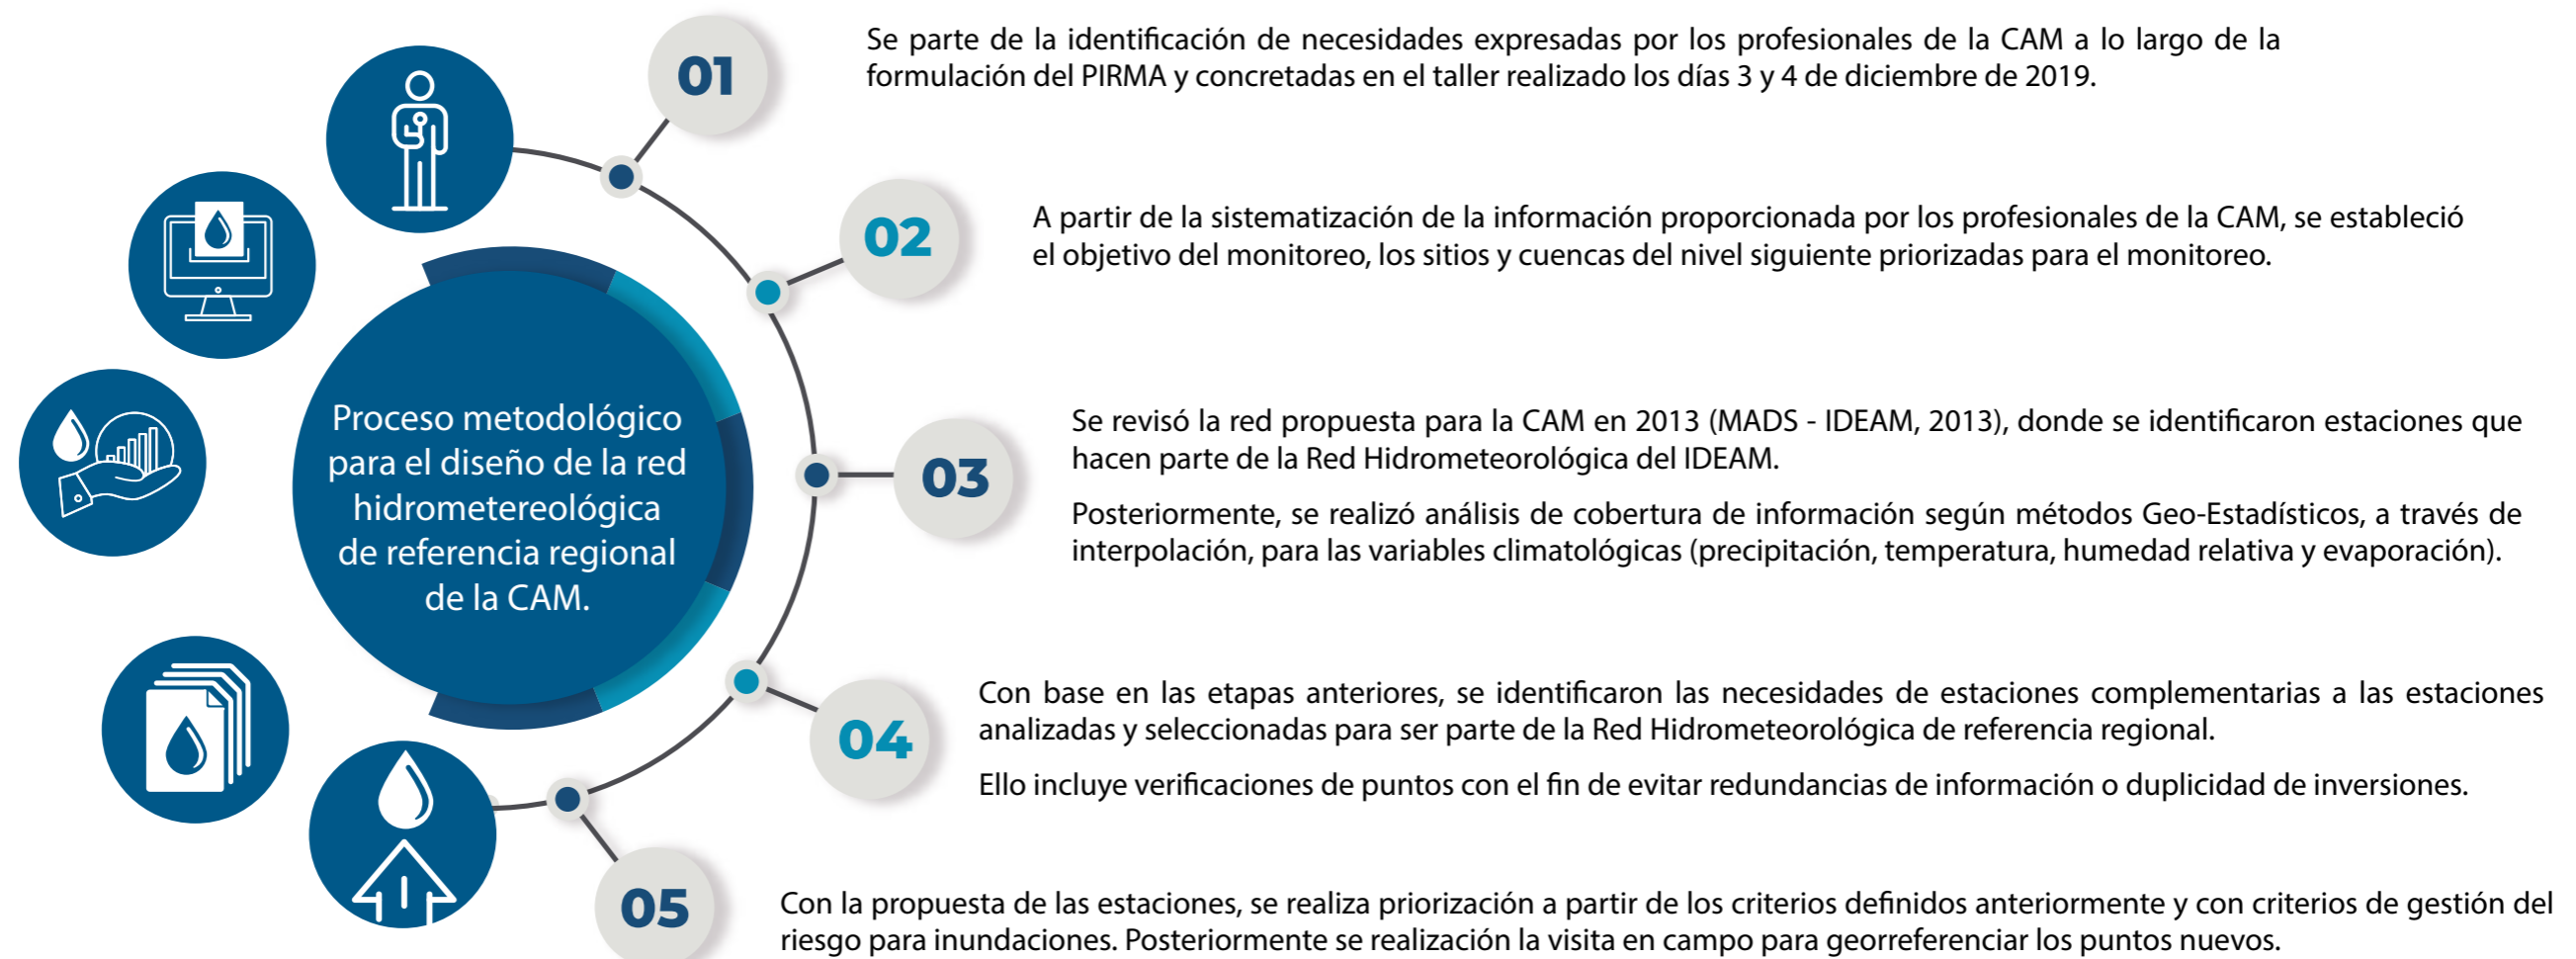 Proceso metodológico
para el diseño de la red
hidrometereológica
de referencia regional
de la CAM.
01
Se parte de la identificación de necesidades expresadas por los profesionales de la CAM a lo largo de la
formulación del PIRMA y concretadas en el taller realizado los días 3 y 4 de diciembre de 2019.
02
A partir de la sistematización de la información proporcionada por los profesionales de la CAM, se estableció
el objetivo del monitoreo, los sitios y cuencas del nivel siguiente priorizadas para el monitoreo.
03
Se revisó la red propuesta para la CAM en 2013 (MADS - IDEAM, 2013), donde se identificaron estaciones que
hacen parte de la Red Hidrometeorológica del IDEAM.
Posteriormente, se realizó análisis de cobertura de información según métodos Geo-Estadísticos, a través de
interpolación, para las variables climatológicas (precipitación, temperatura, humedad relativa y evaporación).
04
Con base en las etapas anteriores, se identificaron las necesidades de estaciones complementarias a las estaciones
analizadas y seleccionadas para ser parte de la Red Hidrometeorológica de referencia regional.
Ello incluye verificaciones de puntos con el fin de evitar redundancias de información o duplicidad de inversiones.
05
Con la propuesta de las estaciones, se realiza priorización a partir de los criterios definidos anteriormente y con criterios de gestión del
riesgo para inundaciones. Posteriormente se realización la visita en campo para georreferenciar los puntos nuevos.